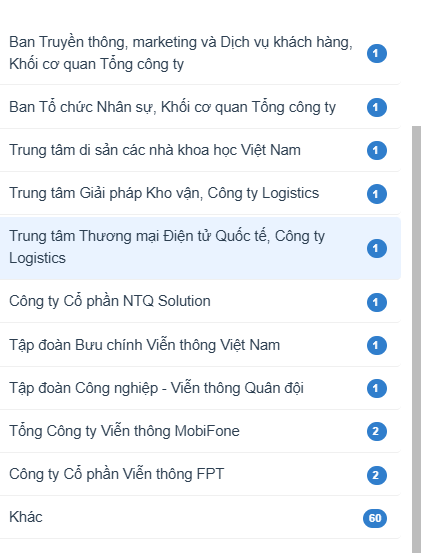 Ban Truyền thông, marketing và Dịch vụ khách hàng,
Khối cơ quan Tổng công ty
1
Ban Tổ chức Nhân sự, Khối cơ quan Tổng công ty
1
Trung tâm di sản các nhà khoa học Việt Nam
1
Trung tâm Giải pháp Kho vận, Công ty Logistics
1
Trung tâm Thương mại Điện tử Quốc tế, Công ty
Logistics
1
Công ty Cổ phần NTQ Solution
1
Tập đoàn Bưu chính Viễn thông Việt Nam
1
Tập đoàn Công nghiệp - Viễn thông Quân đội
1
Tổng Công ty Viễn thông MobiFone
2
Công ty Cổ phần Viễn thông FPT
2
Khác
60